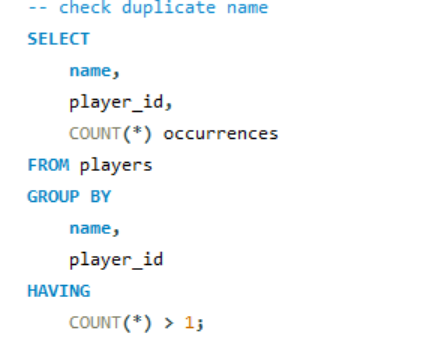 -- check duplicate name
SELECT
    name,
    player_id,
    COUNT(*) occurrences
FROM players
GROUP BY
    name,
    player_id
HAVING
    COUNT(*) > 1;